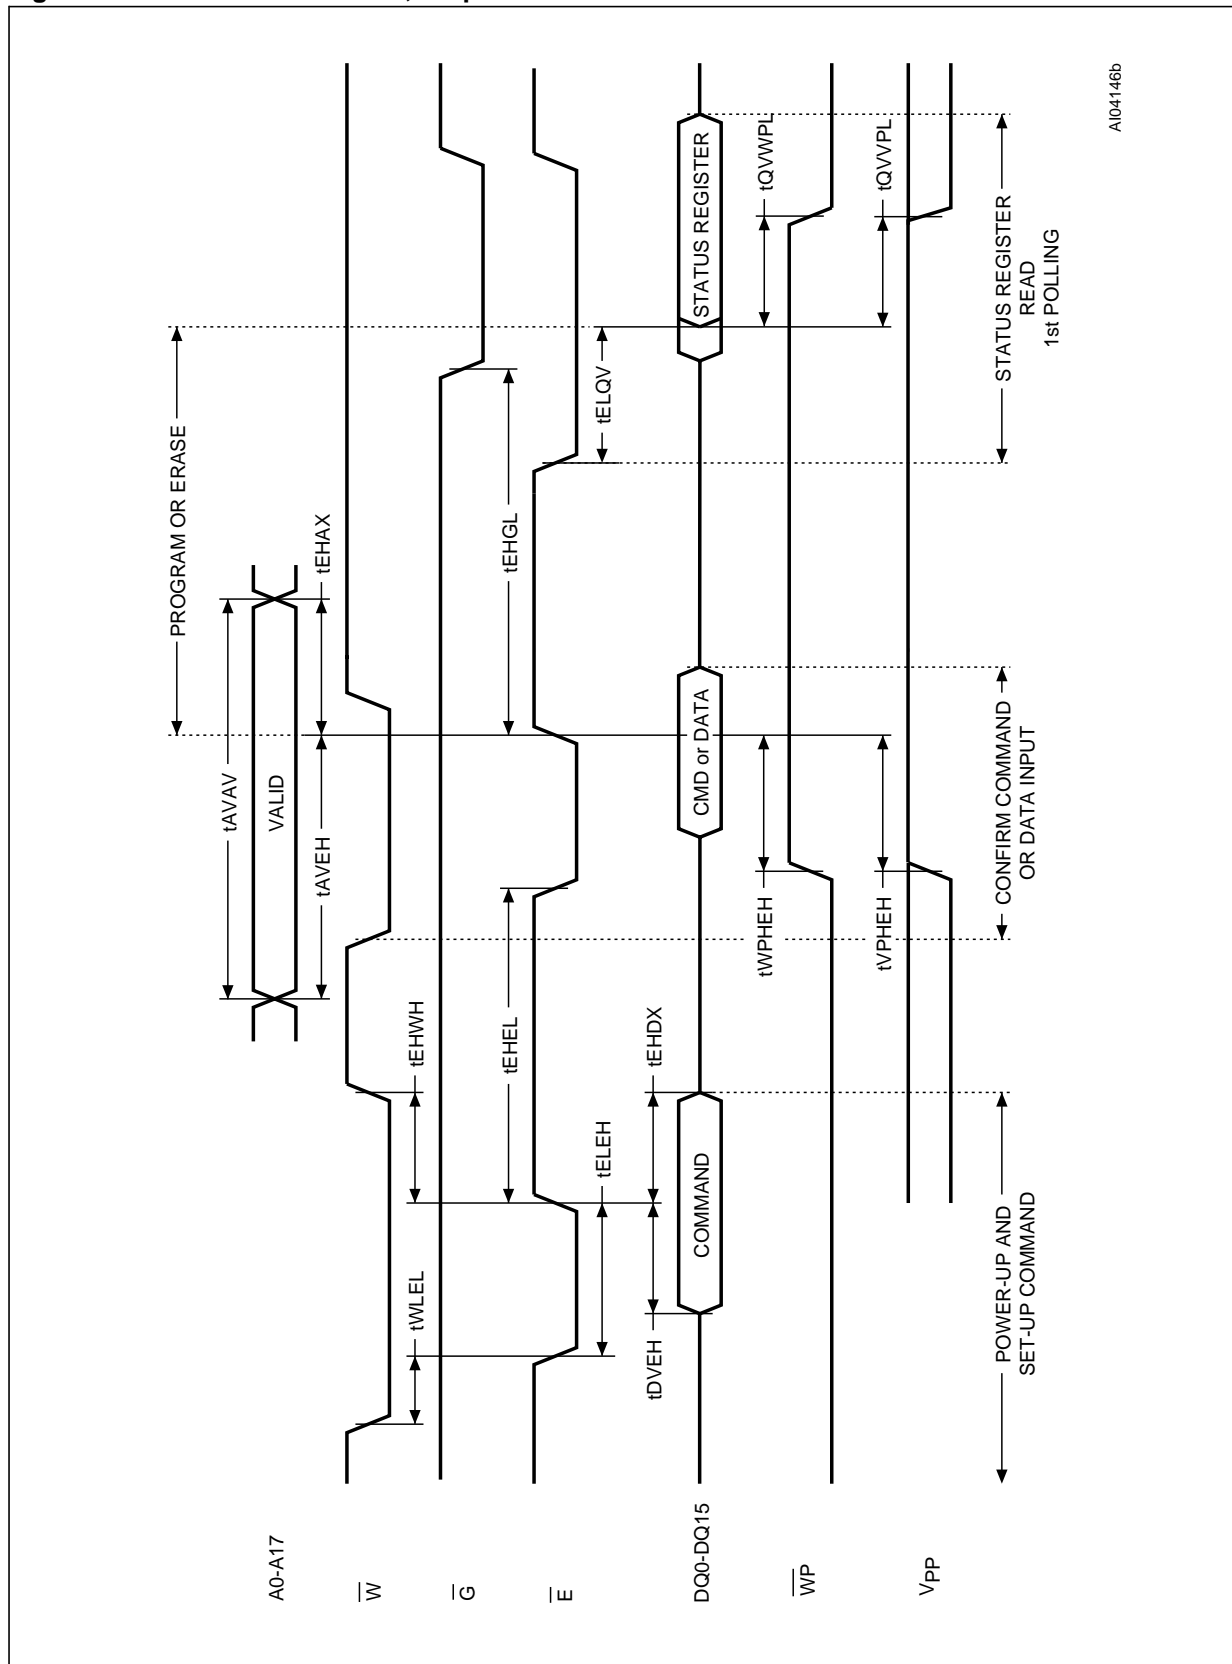 AI04146b
PROGRAM OR ERASE
tAVAV
VALID
tAVEH
tEHAX
A0-A17
tWLEL
tEHWH
W
G
tEHEL
tEHGL
E
tELEH
tELQV
tDVEH
tEHDX
DQ0-DQ15
COMMAND
CMD or DATA
STATUS REGISTER
tWPHEH
tQVWPL
WP
tVPHEH
tQVVPL
VPP
POWER-UP AND
SET-UP COMMAND
CONFIRM COMMAND
OR DATA INPUT
STATUS REGISTER
READ
1st POLLING